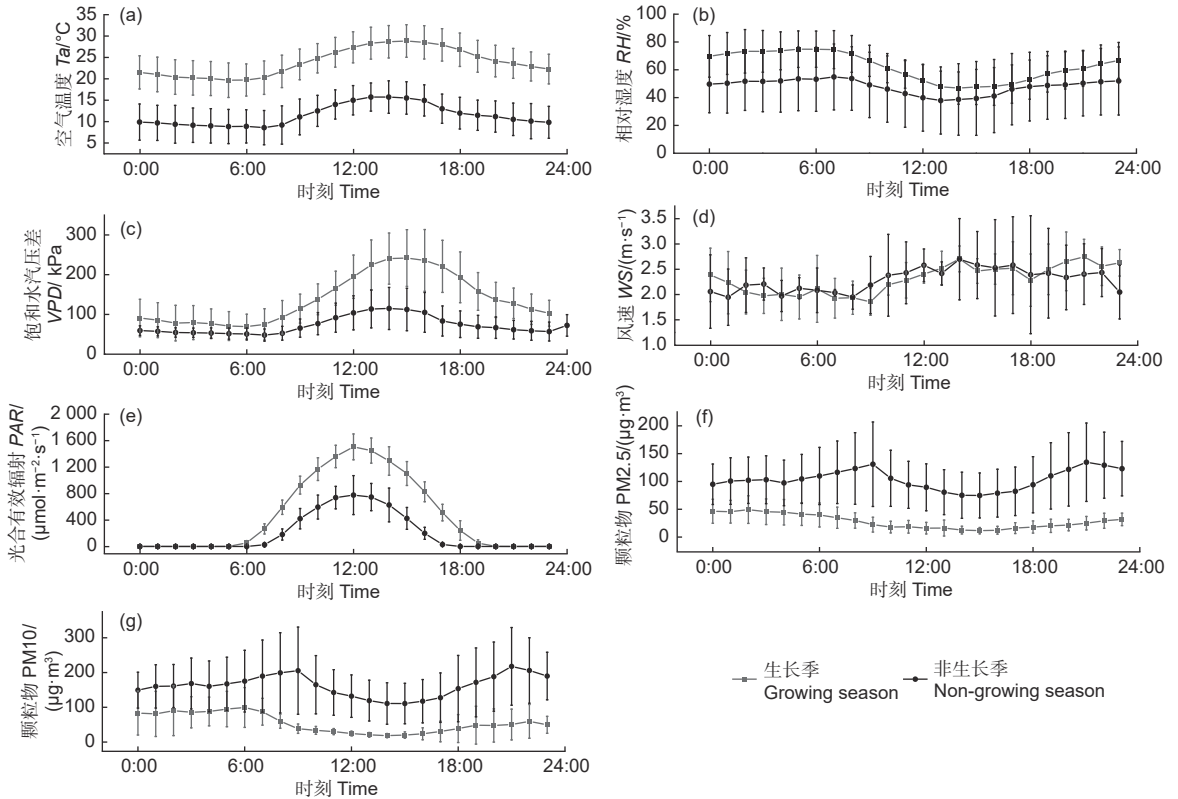 (a)
空气温度 Ta/°C
35
30
25
20
15
10
5
0:00
6:00
12:00
18:00
24:00
时刻 Time
(b)
相对湿度 RH/%
100
80
60
40
20
0
0:00
6:00
12:00
18:00
24:00
时刻 Time
(c)
饱和水汽压差
VPD/ kPa
300
200
100
0
0:00
6:00
12:00
18:00
24:00
时刻 Time
(d)
风速 WS/(m·s⁻¹)
3.5
3.0
2.5
2.0
1.5
1.0
0:00
6:00
12:00
18:00
24:00
时刻 Time
(e)
光合有效辐射 PAR/
(μmol·m⁻²·s⁻¹)
2 000
1 600
1 200
800
400
0
0:00
6:00
12:00
18:00
24:00
时刻 Time
(f)
颗粒物 PM2.5/(μg·m³)
200
150
100
50
0
0:00
6:00
12:00
18:00
24:00
时刻 Time
(g)
颗粒物 PM10/
(μg·m³)
300
200
100
0
0:00
6:00
12:00
18:00
24:00
时刻 Time
生长季
Growing season
非生长季
Non-growing season